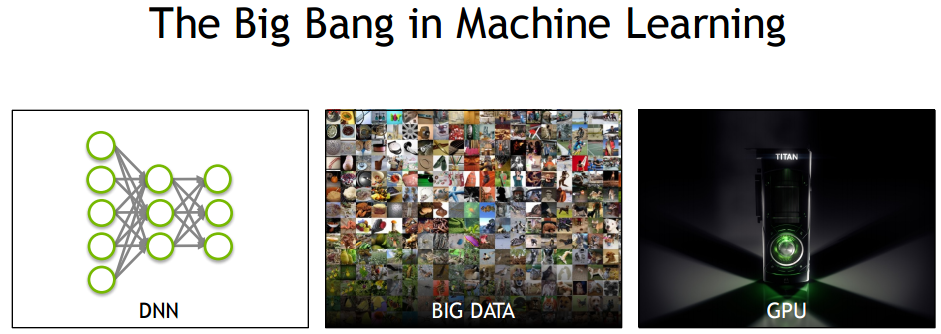 The Big Bang in Machine Learning
DNN
BIG DATA
TITAN
GPU